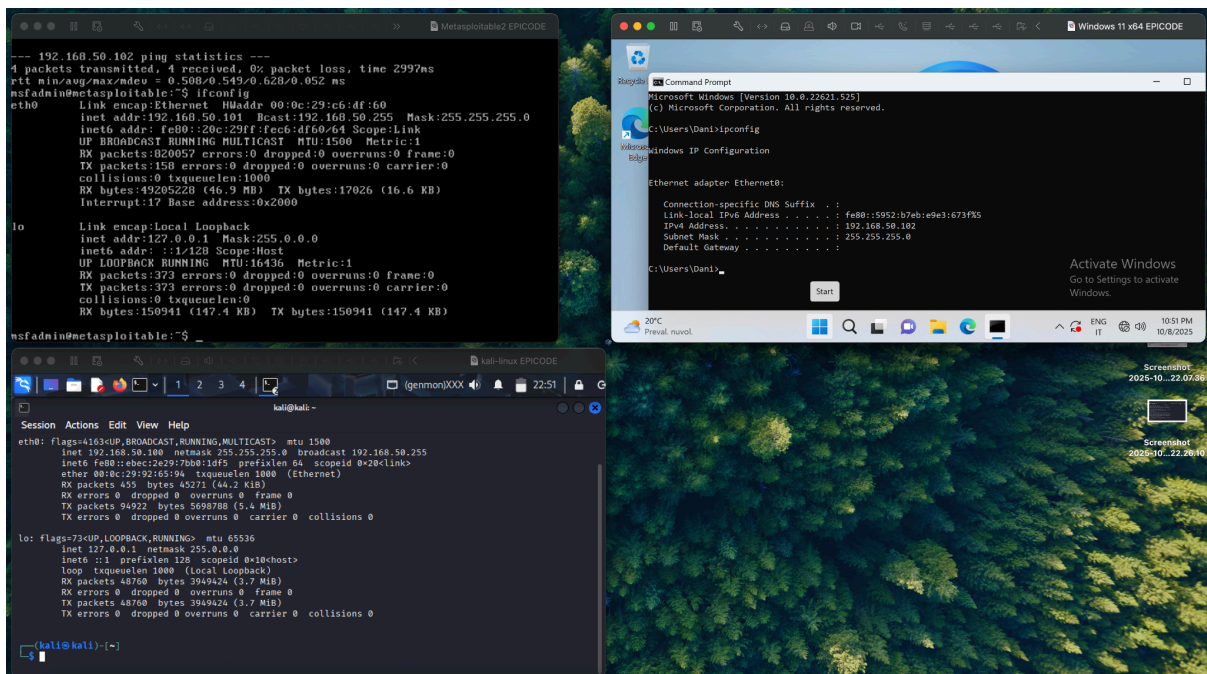 Metasploitable2 EPICODE
--- 192.168.50.102 ping statistics ---
4 packets transmitted, 4 received, 0% packet loss, time 2997ms
rtt min/avg/max/mdev = 0.508/0.549/0.628/0.052 ms
msfadmin@metasploitable:~$ ifconfig
eth0 Link encap:Ethernet HWaddr 00:0c:29:c6:df:60
inet addr:192.168.50.101 Bcast:192.168.50.255 Mask:255.255.255.0
inet6 addr: fe80::20c:29ff:fec6:df60/64 Scope:Link
UP BROADCAST RUNNING MULTICAST MTU:1500 Metric:1
RX packets:820057 errors:0 dropped:0 overruns:0 frame:0
TX packets:158 errors:0 dropped:0 overruns:0 carrier:0
collisions:0 txqueuelen:1000
RX bytes:49205228 (46.9 MB) TX bytes:17026 (16.6 KB)
Interrupt:17 Base address:0x2000
lo Link encap:Local Loopback
inet addr:127.0.0.1 Mask:255.0.0.0
inet6 addr: ::1/128 Scope:Host
UP LOOPBACK RUNNING MTU:16436 Metric:1
RX packets:373 errors:0 dropped:0 overruns:0 frame:0
TX packets:373 errors:0 dropped:0 overruns:0 carrier:0
collisions:0 txqueuelen:0
RX bytes:150941 (147.4 KB) TX bytes:150941 (147.4 KB)
msfadmin@metasploitable:~$ _
Windows 11 x64 EPICODE
Recycle
Edge
Command Prompt
Microsoft Windows [Version 10.0.22621.525]
(c) Microsoft Corporation. All rights reserved.
C:\Users\Dani>ipconfig
Windows IP Configuration
Ethernet adapter Ethernet0:
Connection-specific DNS Suffix . :
Link-local IPv6 Address . . . . . : fe80::5952:b7eb:e9e3:673f%5
IPv4 Address. . . . . . . . . . . : 192.168.50.102
Subnet Mask . . . . . . . . . . . : 255.255.255.0
Default Gateway . . . . . . . . . :
C:\Users\Dani>_
Activate Windows
Go to Settings to activate
Windows.
Start
20°C
Preval. nuvol.
ENG
IT
10:51 PM
10/8/2025
kali-linux EPICODE
1 2 3 4
(genmon)XXX
22:51
kali@kali: ~
Session Actions Edit View Help
eth0: flags=4163<UP,BROADCAST,RUNNING,MULTICAST> mtu 1500
inet 192.168.50.100 netmask 255.255.255.0 broadcast 192.168.50.255
inet6 fe80::ebec:2e29:7bb0:1df5 prefixlen 64 scopeid 0×20<link>
ether 00:0c:29:92:65:94 txqueuelen 1000 (Ethernet)
RX packets 455 bytes 45271 (44.2 KiB)
RX errors 0 dropped 0 overruns 0 frame 0
TX packets 94922 bytes 5698788 (5.4 MiB)
TX errors 0 dropped 0 overruns 0 carrier 0 collisions 0
lo: flags=73<UP,LOOPBACK,RUNNING> mtu 65536
inet 127.0.0.1 netmask 255.0.0.0
inet6 ::1 prefixlen 128 scopeid 0×10<host>
loop txqueuelen 1000 (Local Loopback)
RX packets 48760 bytes 3949424 (3.7 MiB)
RX errors 0 dropped 0 overruns 0 frame 0
TX packets 48760 bytes 3949424 (3.7 MiB)
TX errors 0 dropped 0 overruns 0 carrier 0 collisions 0
(kali㉿kali)-[~]
$
Screenshot
2025-10...22.07.36
Screenshot
2025-10...22.26.10